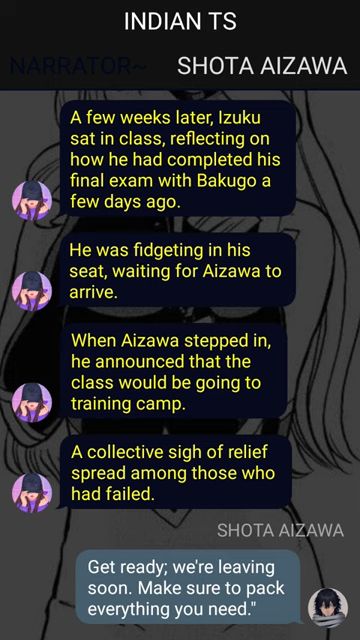 INDIAN TS
NARRATOR~ SHOTA AIZAWA
A few weeks later, Izuku
sat in class, reflecting on
how he had completed his
final exam with Bakugo a
few days ago.
He was fidgeting in his
seat, waiting for Aizawa to
arrive.
When Aizawa stepped in,
he announced that the
class would be going to
training camp.
A collective sigh of relief
spread among those who
had failed.
SHOTA AIZAWA
Get ready; we're leaving
soon. Make sure to pack
everything you need."